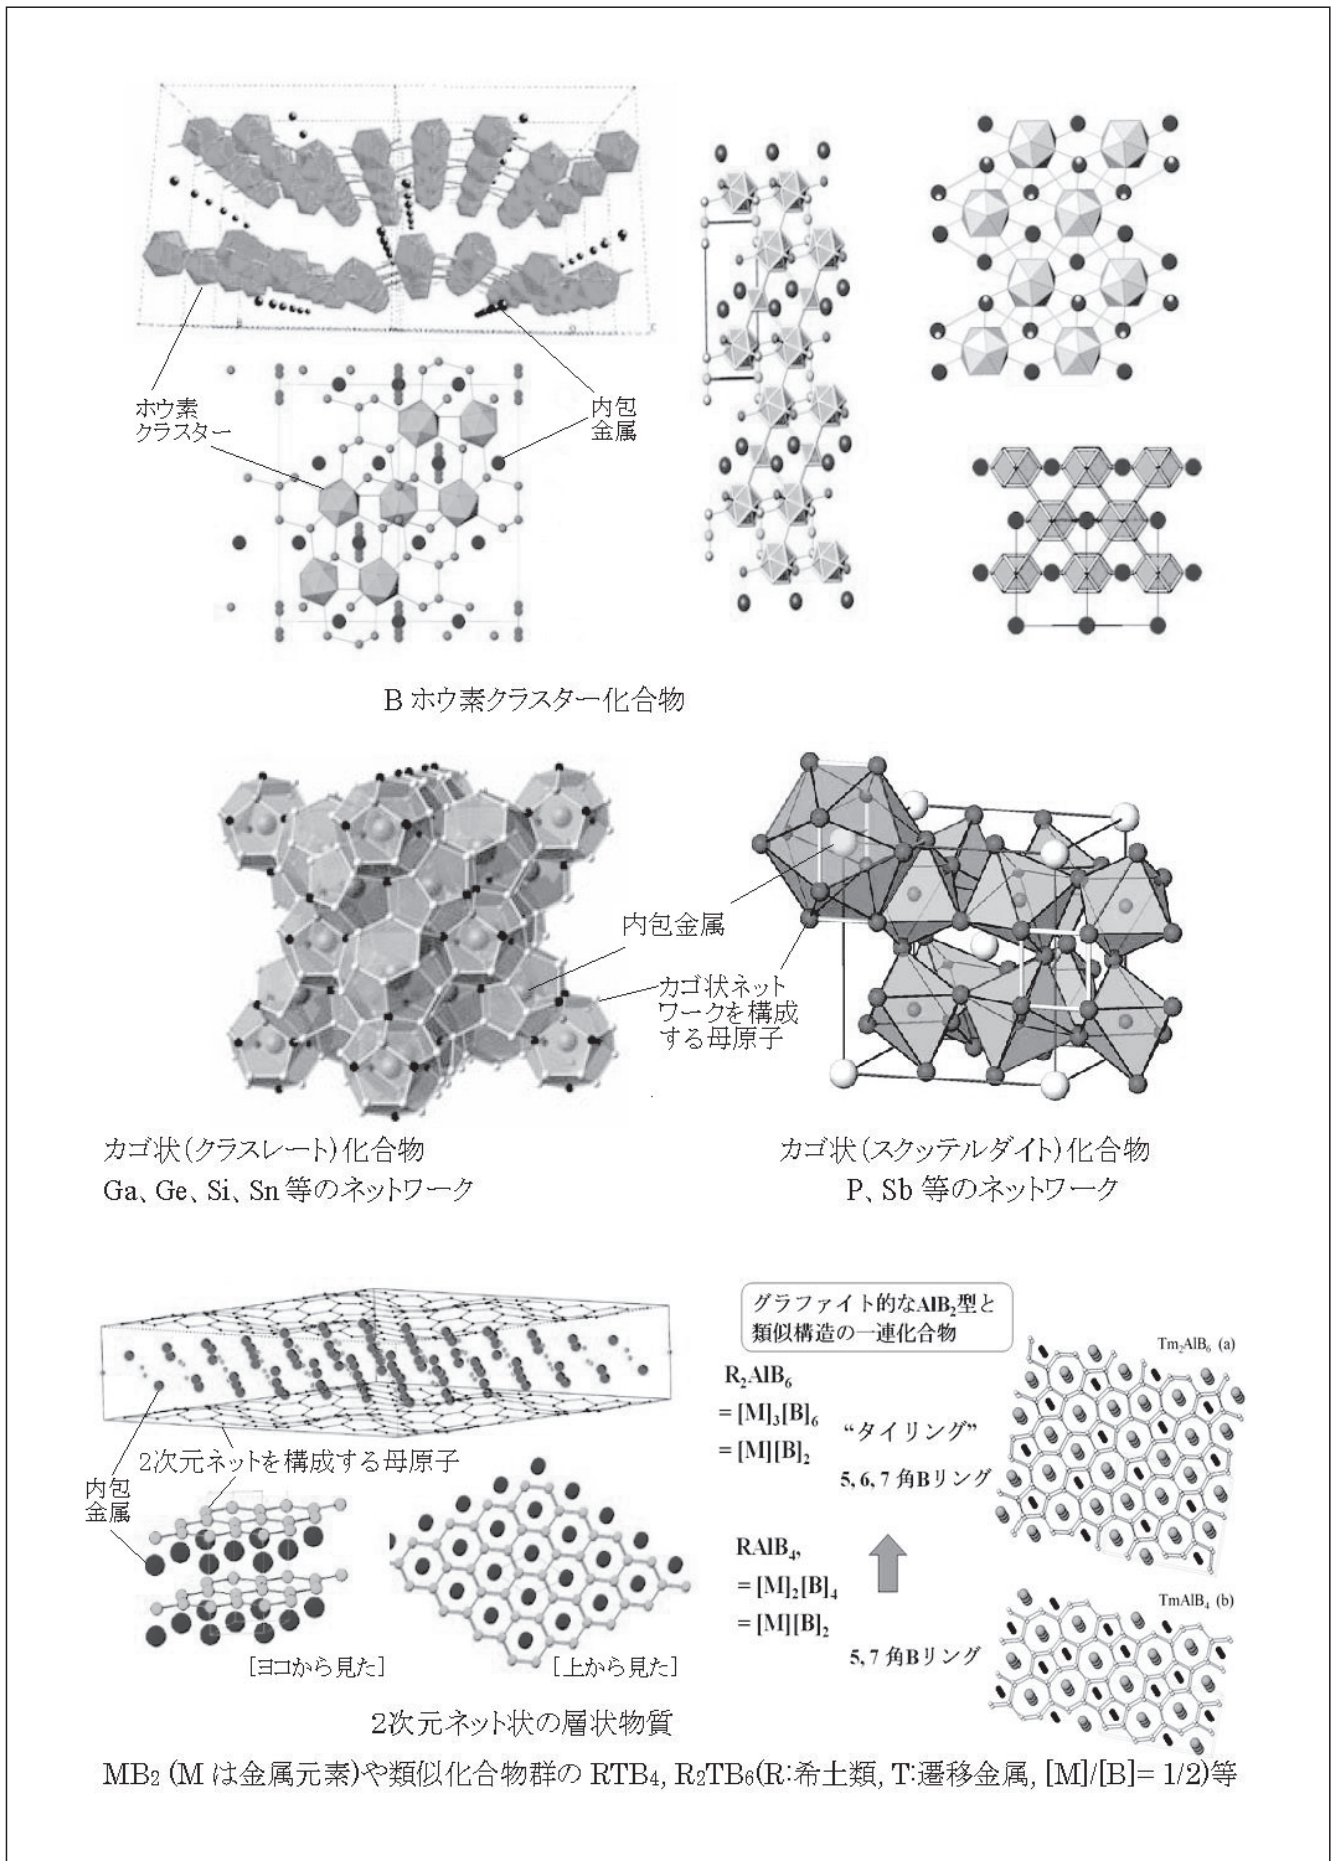 ホウ素
クラスター
内包
金属
B ホウ素クラスター化合物
内包金属
カゴ状ネット
ワークを構成
する母原子
カゴ状(クラスレート)化合物
Ga、Ge、Si、Sn 等のネットワーク
カゴ状(スクッテルダイト)化合物
P、Sb 等のネットワーク
2次元ネットを構成する母原子
内包
金属
[ヨコから見た]
[上から見た]
グラファイト的なAlB₂型と
類似構造の一連化合物
R₂AlB₆
= [M]₃[B]₆
= [M][B]₂
“タイリング”
5, 6, 7 角Bリング
RAlB₄,
= [M]₂[B]₄
= [M][B]₂
5, 7 角Bリング
Tm₂AlB₆ (a)
TmAlB₄ (b)
2次元ネット状の層状物質
MB₂ (M は金属元素)や類似化合物群の RTB₄, R₂TB₆(R:希土類, T:遷移金属, [M]/[B]= 1/2)等